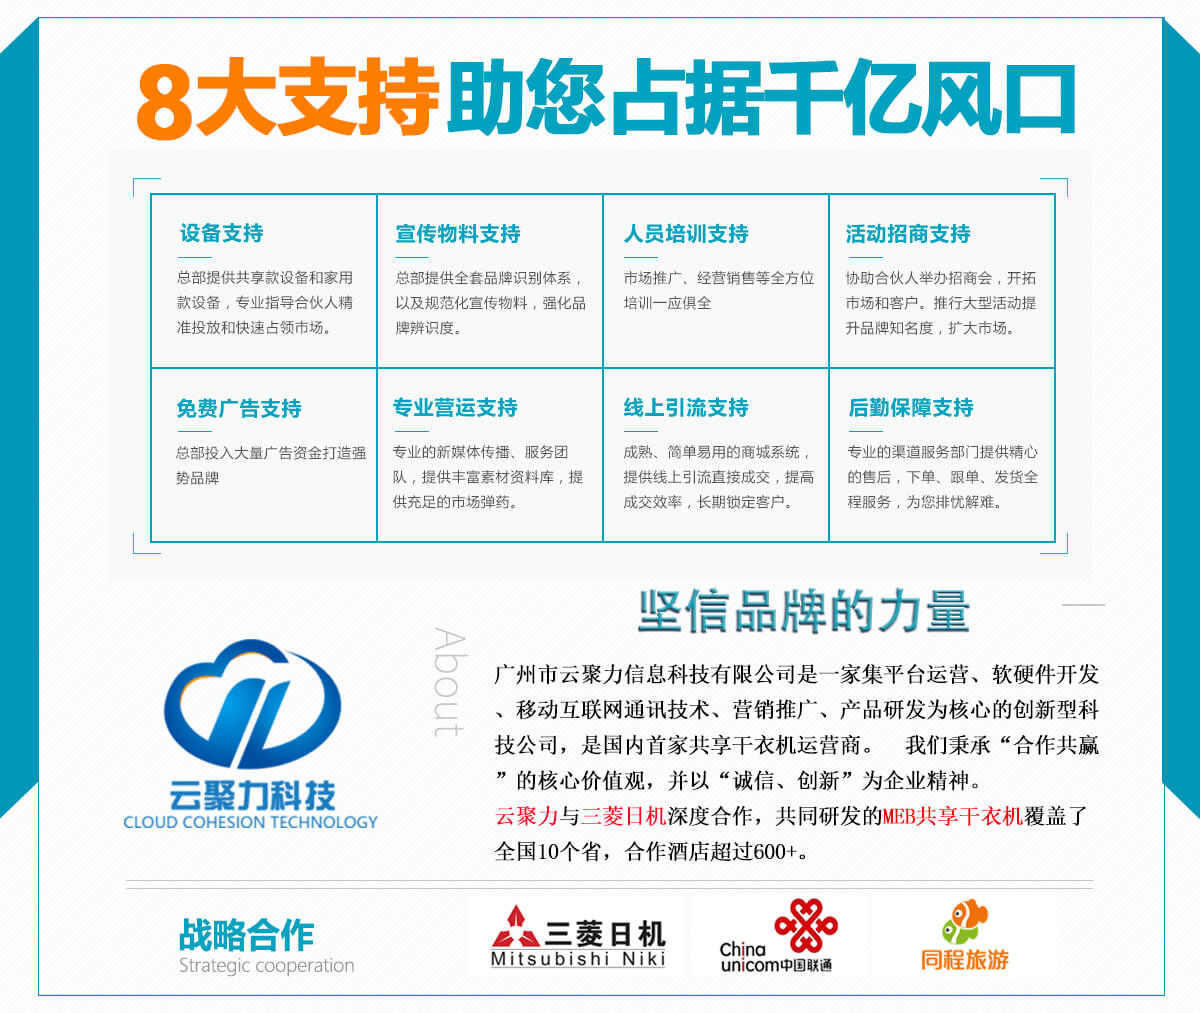 8大支持助您占据千亿风口
设备支持
总部提供共享款设备和家用
款设备，专业指导合伙人精
准投放和快速占领市场。
宣传物料支持
总部提供全套品牌识别体系，
以及规范化宣传物料，强化品
牌辨识度。
人员培训支持
市场推广、经营销售等全方位
培训一应俱全
活动招商支持
协助合伙人举办招商会，开拓
市场和客户。推行大型活动提
升品牌知名度，扩大市场。
免费广告支持
总部投入大量广告资金打造强
势品牌
专业营运支持
专业的新媒体传播、服务团
队，提供丰富素材资料库，提
供充足的市场弹药。
线上引流支持
成熟、简单易用的商城系统，
提供线上引流直接成交，提高
成交效率，长期锁定客户。
后勤保障支持
专业的渠道服务部门提供精心
的售后，下单、跟单、发货全
程服务，为您排忧解难。
云聚力科技
CLOUD COHESION TECHNOLOGY
About
坚信品牌的力量
广州市云聚力信息科技有限公司是一家集平台运营、软硬件开发
、移动互联网通讯技术、营销推广、产品研发为核心的创新型科
技公司，是国内首家共享干衣机运营商。 我们秉承“合作共赢
”的核心价值观，并以“诚信、创新”为企业精神。
云聚力与三菱日机深度合作，共同研发的MEB共享干衣机覆盖了
全国10个省，合作酒店超过600+。
战略合作
Strategic cooperation
三菱日机
Mitsubishi Niki
China
unicom中国联通
同程旅游